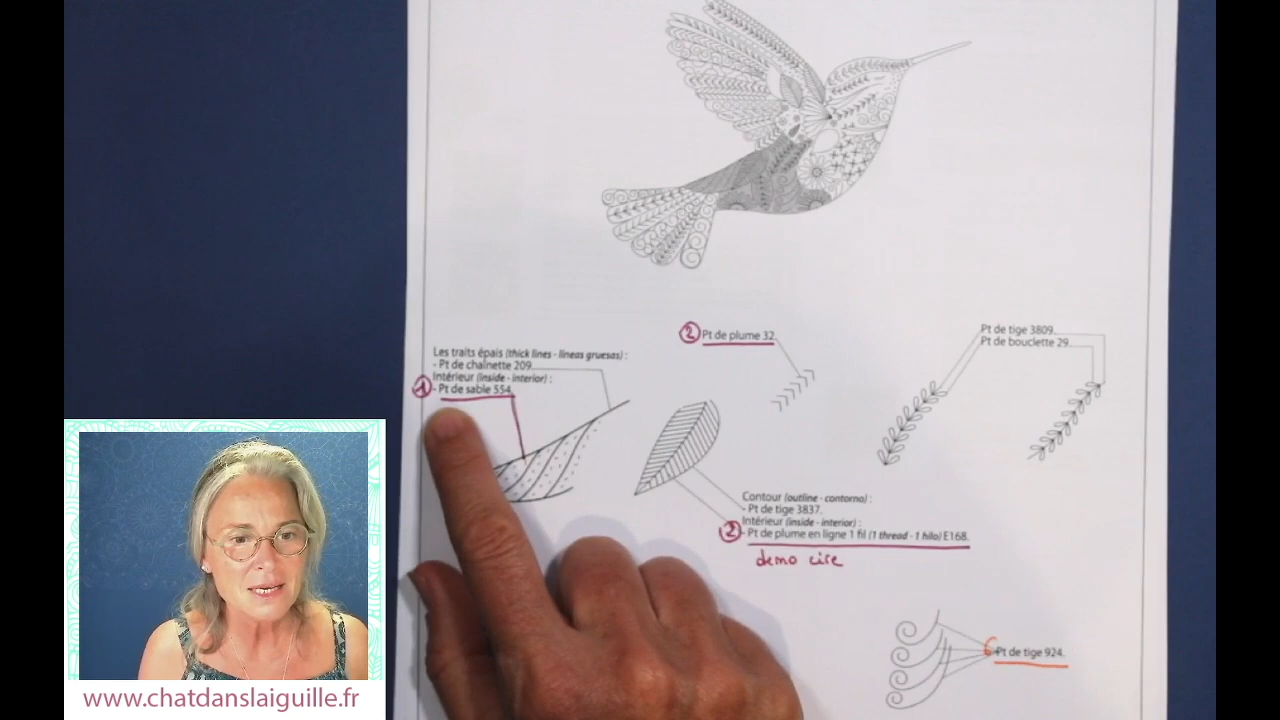 ② Pt de plume 32.
Pt de tige 3809.
Pt de bouclette 29.
Les traits épais (thick lines - lineas gruesas) :
- Pt de chaînette 209.
Intérieur (inside - interior) :
① - Pt de sable 554.
Contour (outline - contorno) :
- Pt de tige 3837.
Intérieur (inside - interior) :
② - Pt de plume en ligne 1 fil (1 thread - 1 hilo) E168.
demo cire
Pt de tige 924.
www.chatdanslaiguille.fr